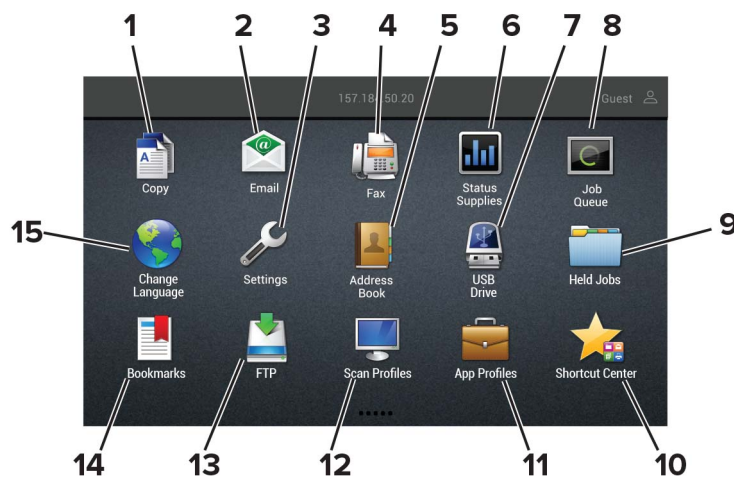 1 2 3 4 5 6 7 8
157.184.50.20 Guest
A @
Copy Email Fax Status Supplies Job Queue
15 9
Change Language Settings Address Book USB Drive Held Jobs
Bookmarks FTP Scan Profiles App Profiles Shortcut Center
14 13 12 11 10